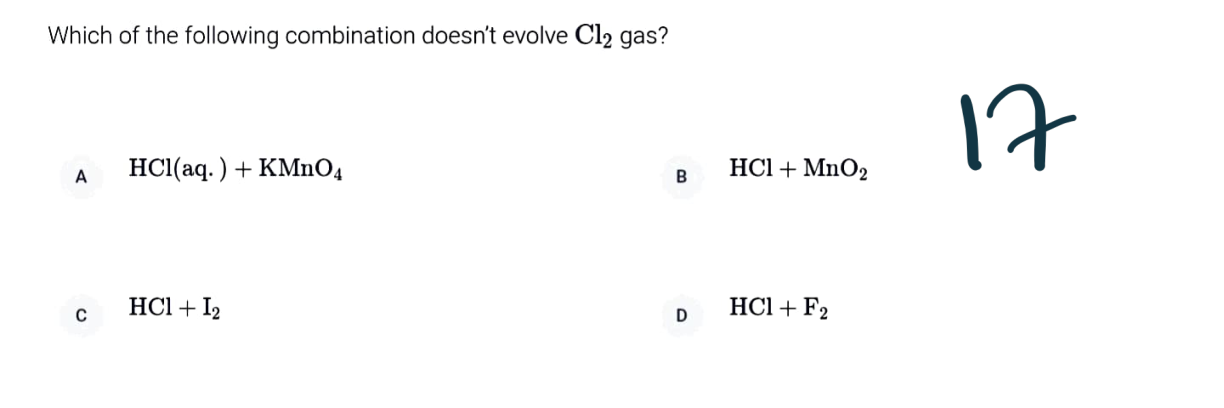 Which of the following combination doesn't evolve Cl₂ gas?
17
A HCl(aq. ) + KMnO₄
B HCl + MnO₂
C HCl + I₂
D HCl + F₂